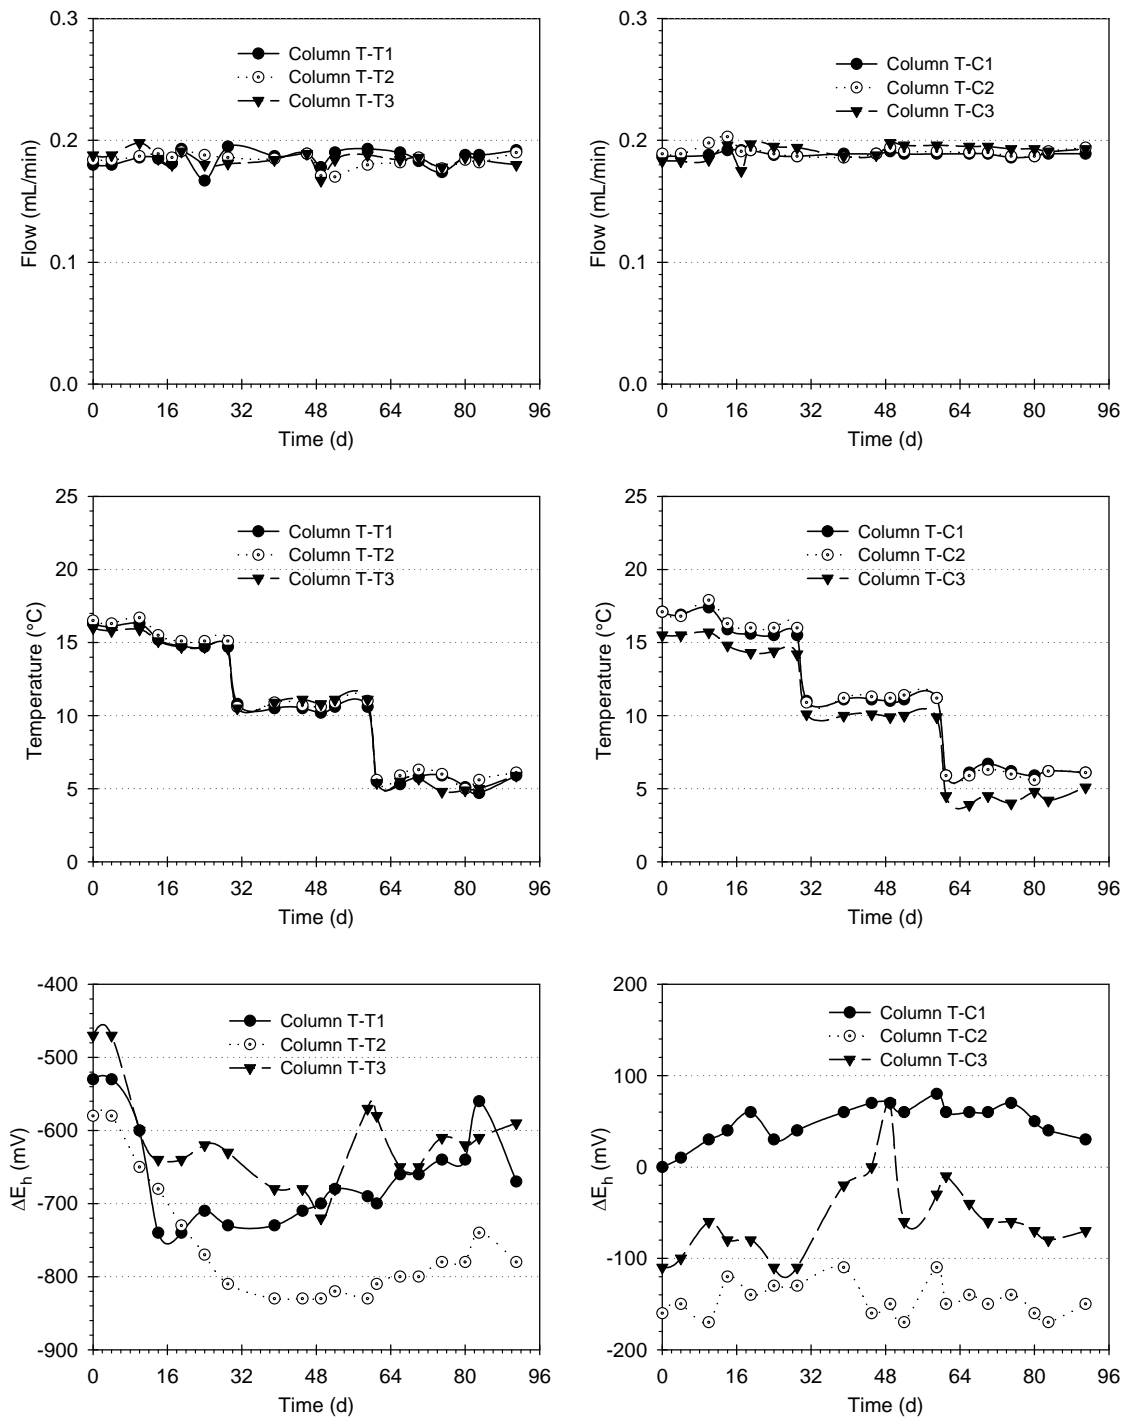 0.3
0.2
0.1
0.0
Flow (mL/min)
Column T-T1
Column T-T2
Column T-T3
0 16 32 48 64 80 96
Time (d)
0.3
0.2
0.1
0.0
Flow (mL/min)
Column T-C1
Column T-C2
Column T-C3
0 16 32 48 64 80 96
Time (d)
25
20
15
10
5
0
Temperature (°C)
Column T-T1
Column T-T2
Column T-T3
0 16 32 48 64 80 96
Time (d)
25
20
15
10
5
0
Temperature (°C)
Column T-C1
Column T-C2
Column T-C3
0 16 32 48 64 80 96
Time (d)
-400
-500
-600
-700
-800
-900
ΔEh (mV)
Column T-T1
Column T-T2
Column T-T3
0 16 32 48 64 80 96
Time (d)
200
100
0
-100
-200
ΔEh (mV)
Column T-C1
Column T-C2
Column T-C3
0 16 32 48 64 80 96
Time (d)